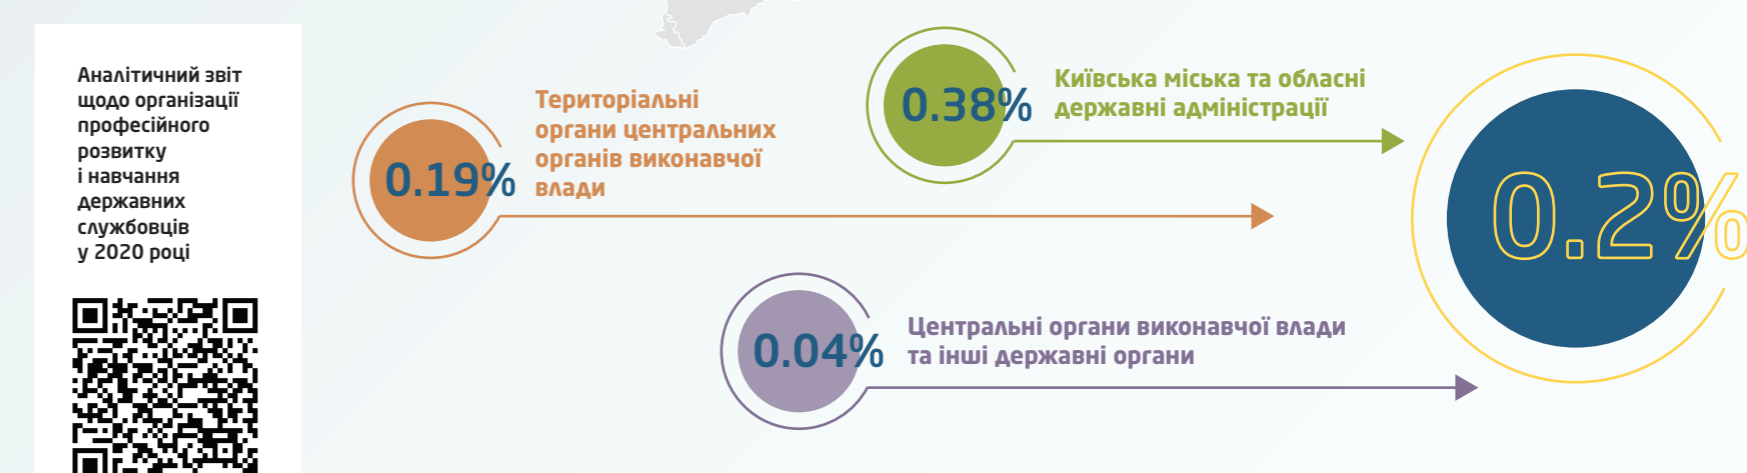 Аналітичний звіт
щодо організації
професійного
розвитку
і навчання
державних
службовців
у 2020 році
0.19%
Територіальні
органи центральних
органів виконавчої
влади
0.38%
Київська міська та обласні
державні адміністрації
0.04%
Центральні органи виконавчої влади
та інші державні органи
0.2%